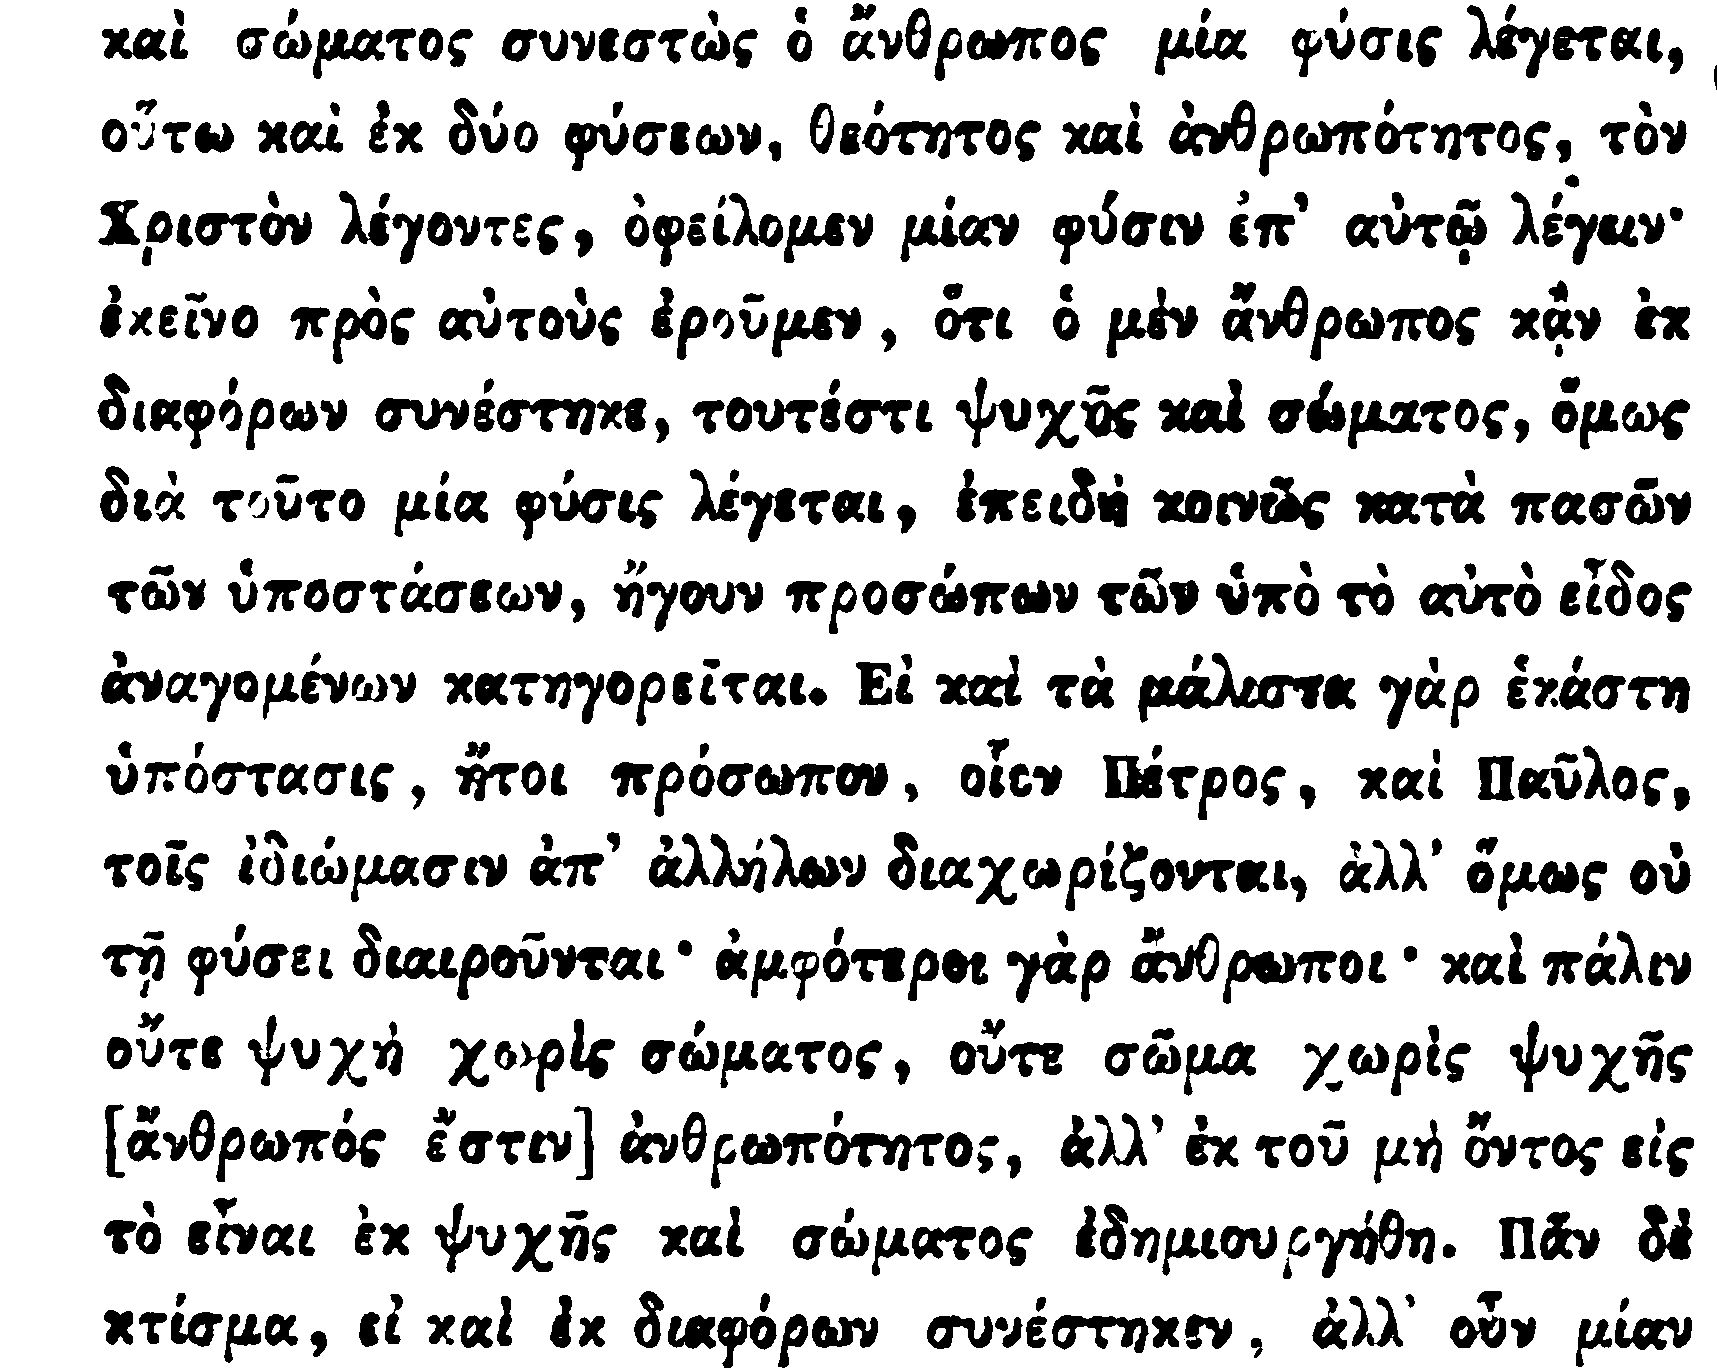 καὶ σώματος συνεστὼς ὁ ἄνθρωπος μία φύσις λέγεται,
οὕτω καὶ ἐκ δύο φύσεων, θεότητος καὶ ἀνθρωπότητος, τὸν
Χριστὸν λέγοντες, ὀφείλομεν μίαν φύσιν ἐπ’ αὐτῷ λέγειν·
ἐκεῖνο πρὸς αὐτοὺς ἐροῦμεν, ὅτι ὁ μὲν ἄνθρωπος κᾂν ἐκ
διαφόρων συνέστηκε, τουτέστι ψυχῆς καὶ σώματος, ὅμως
διὰ τοῦτο μία φύσις λέγεται, ἐπειδὴ κοινῶς κατὰ πασῶν
τῶν ὑποστάσεων, ἤγουν προσώπων τῶν ὑπὸ τὸ αὐτὸ εἶδος
ἀναγομένων κατηγορεῖται. Εἰ καὶ τὰ μάλιστα γὰρ ἑκάστη
ὑπόστασις, ἤτοι πρόσωπον, οἷον Πέτρος, καὶ Παῦλος,
τοῖς ἰδιώμασιν ἀπ’ ἀλλήλων διαχωρίζονται, ἀλλ’ ὅμως οὐ
τῇ φύσει διαιροῦνται· ἀμφότεροι γὰρ ἄνθρωποι· καὶ πάλιν
οὔτε ψυχὴ χωρὶς σώματος, οὔτε σῶμα χωρὶς ψυχῆς
[ἄνθρωπός ἔστιν] ἀνθρωπότητος, ἀλλ’ ἐκ τοῦ μὴ ὄντος εἰς
τὸ εἶναι ἐκ ψυχῆς καὶ σώματος ἐδημιουργήθη. Πᾶν δὲ
κτίσμα, εἰ καὶ ἐκ διαφόρων συνέστηκεν, ἀλλ’ οὖν μίαν